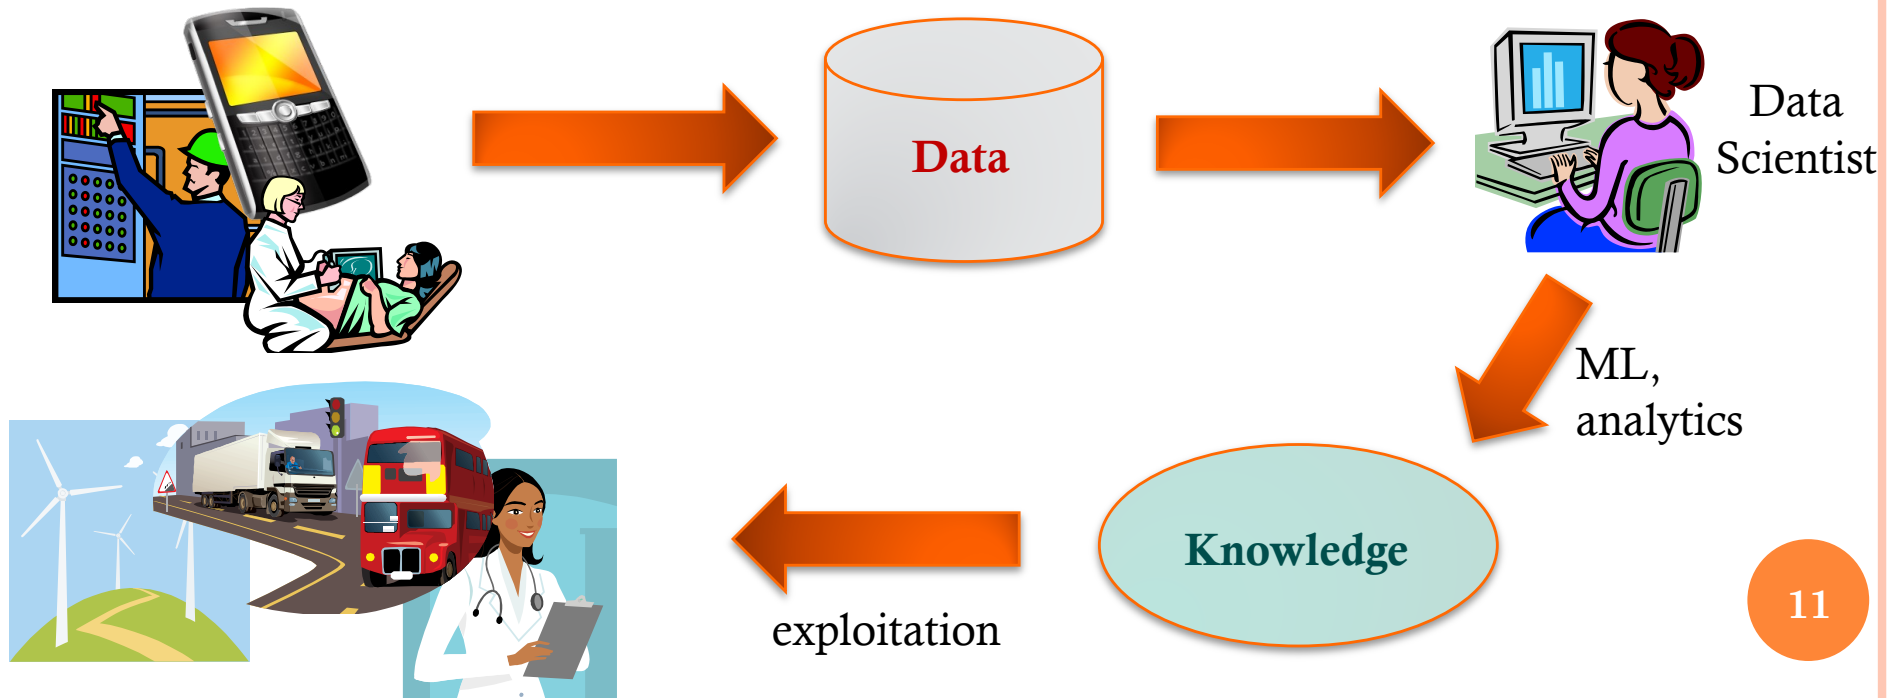 Data
Data
Scientist
ML,
analytics
Knowledge
exploitation
11